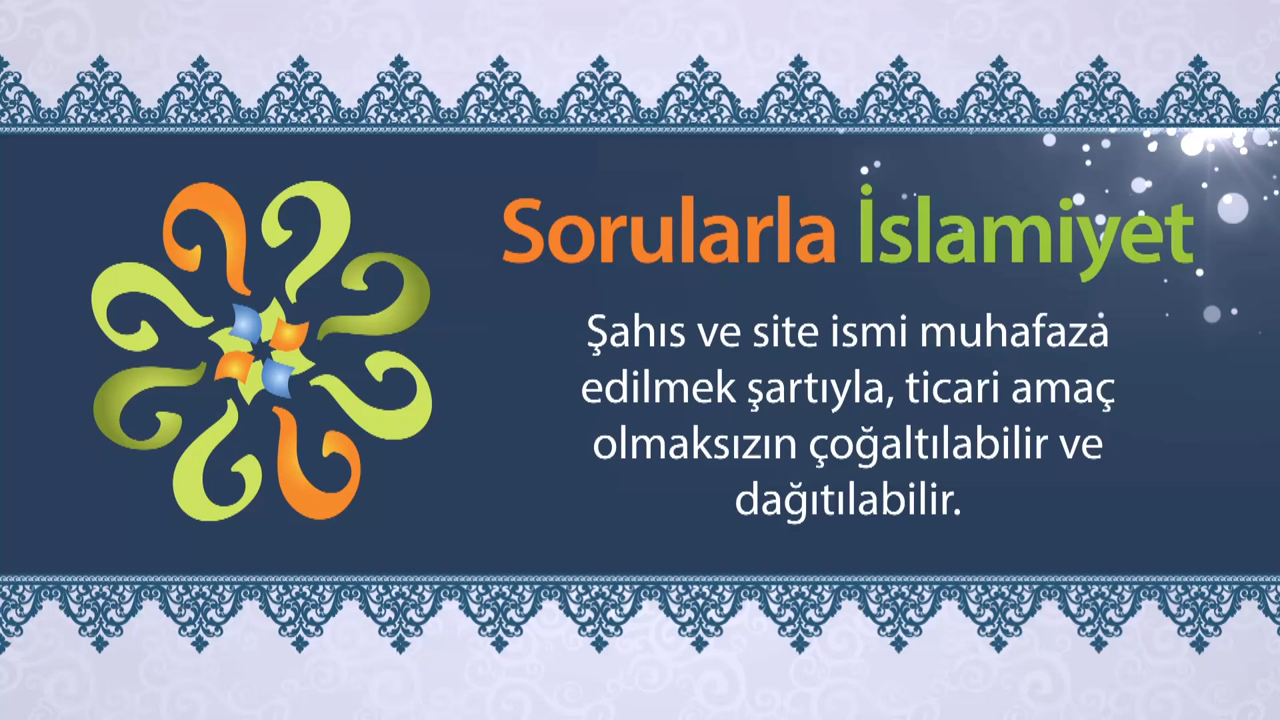 Sorularla İslamiyet
Şahıs ve site ismi muhafaza
edilmek şartıyla, ticari amaç
olmaksızın çoğaltılabilir ve
dağıtılabilir.